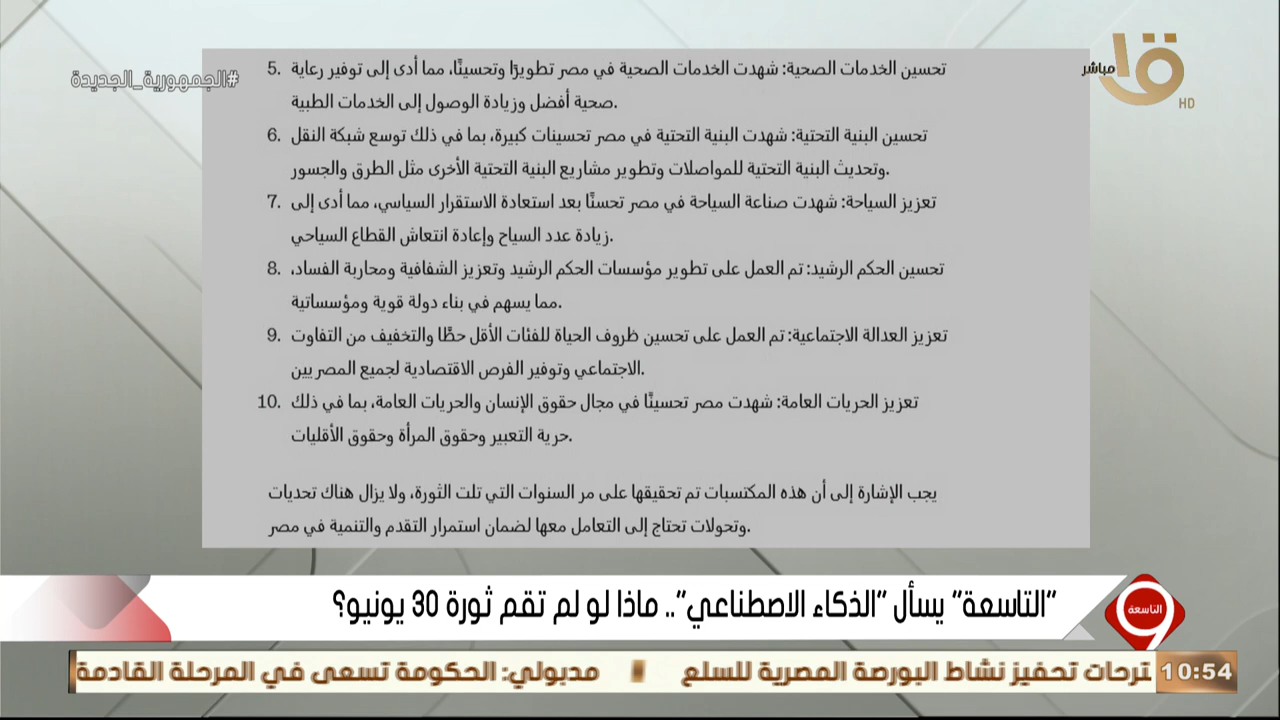 #الجمهورية_الجديدة
مباشر
HD
5. تحسين الخدمات الصحية: شهدت الخدمات الصحية في مصر تطويرًا وتحسينًا، مما أدى إلى توفير رعاية
صحية أفضل وزيادة الوصول إلى الخدمات الطبية.
6. تحسين البنية التحتية: شهدت البنية التحتية في مصر تحسينات كبيرة، بما في ذلك توسع شبكة النقل
وتحديث البنية التحتية للمواصلات وتطوير مشاريع البنية التحتية الأخرى مثل الطرق والجسور.
7. تعزيز السياحة: شهدت صناعة السياحة في مصر تحسنًا بعد استعادة الاستقرار السياسي، مما أدى إلى
زيادة عدد السياح وإعادة انتعاش القطاع السياحي.
8. تحسين الحكم الرشيد: تم العمل على تطوير مؤسسات الحكم الرشيد وتعزيز الشفافية ومحاربة الفساد،
مما يسهم في بناء دولة قوية ومؤسساتية.
9. تعزيز العدالة الاجتماعية: تم العمل على تحسين ظروف الحياة للفئات الأقل حظًا والتخفيف من التفاوت
الاجتماعي وتوفير الفرص الاقتصادية لجميع المصريين.
10. تعزيز الحريات العامة: شهدت مصر تحسينًا في مجال حقوق الإنسان والحريات العامة، بما في ذلك
حرية التعبير وحقوق المرأة وحقوق الأقليات.
يجب الإشارة إلى أن هذه المكتسبات تم تحقيقها على مر السنوات التي تلت الثورة، ولا يزال هناك تحديات
وتحولات تحتاج إلى التعامل معها لضمان استمرار التقدم والتنمية في مصر.
"التاسعة" يسأل "الذكاء الاصطناعي".. ماذا لو لم تقم ثورة 30 يونيو؟
التاسعة
9
10:54 ترحات تحفيز نشاط البورصة المصرية للسلع مدبولي: الحكومة تسعى في المرحلة القادمة